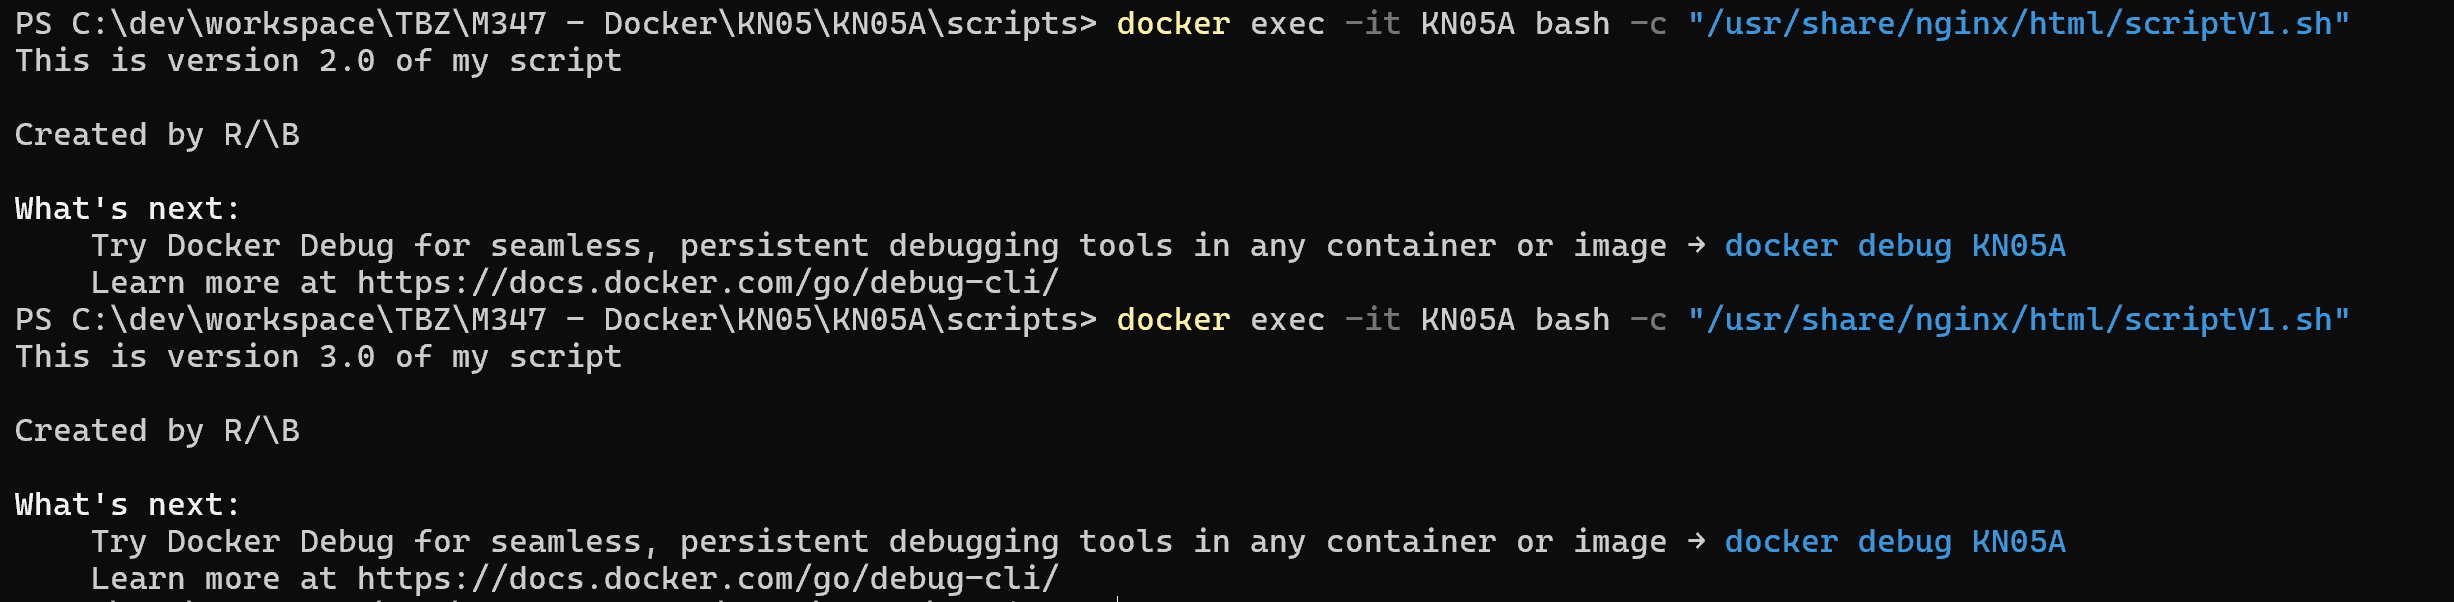 PS C:\dev\workspace\TBZ\M347 - Docker\KN05\KN05A\scripts> docker exec -it KN05A bash -c "/usr/share/nginx/html/scriptV1.sh"
This is version 2.0 of my script
Created by R/\B
What's next:
Try Docker Debug for seamless, persistent debugging tools in any container or image → docker debug KN05A
Learn more at https://docs.docker.com/go/debug-cli/
PS C:\dev\workspace\TBZ\M347 - Docker\KN05\KN05A\scripts> docker exec -it KN05A bash -c "/usr/share/nginx/html/scriptV1.sh"
This is version 3.0 of my script
Created by R/\B
What's next:
Try Docker Debug for seamless, persistent debugging tools in any container or image → docker debug KN05A
Learn more at https://docs.docker.com/go/debug-cli/